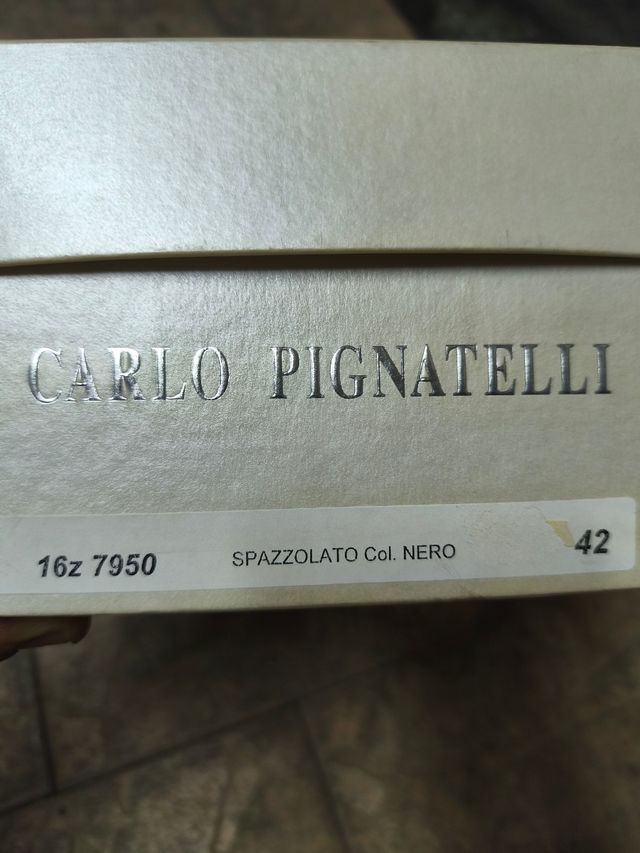 CARLO PIGNATELLI
16z 7950 SPAZZOLATO Col. NERO 42